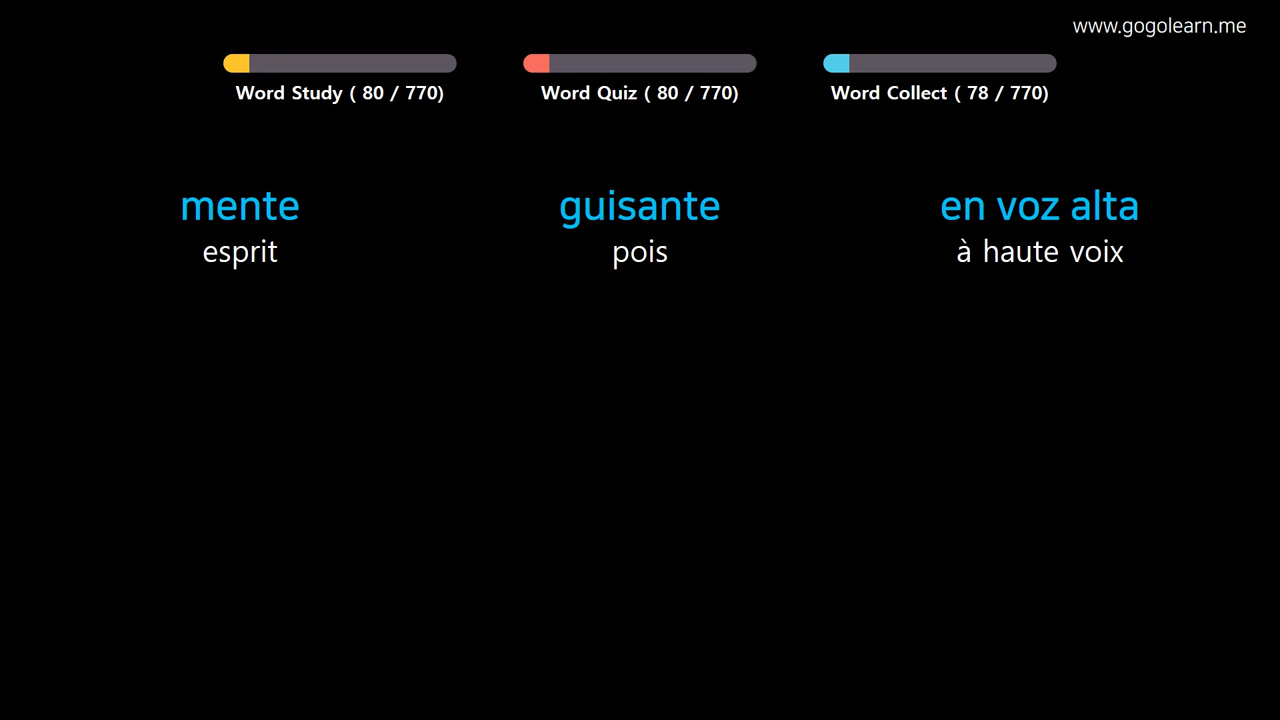 www.gogolearn.me
Word Study ( 80 / 770)
Word Quiz ( 80 / 770)
Word Collect ( 78 / 770)
mente
esprit
guisante
pois
en voz alta
à haute voix